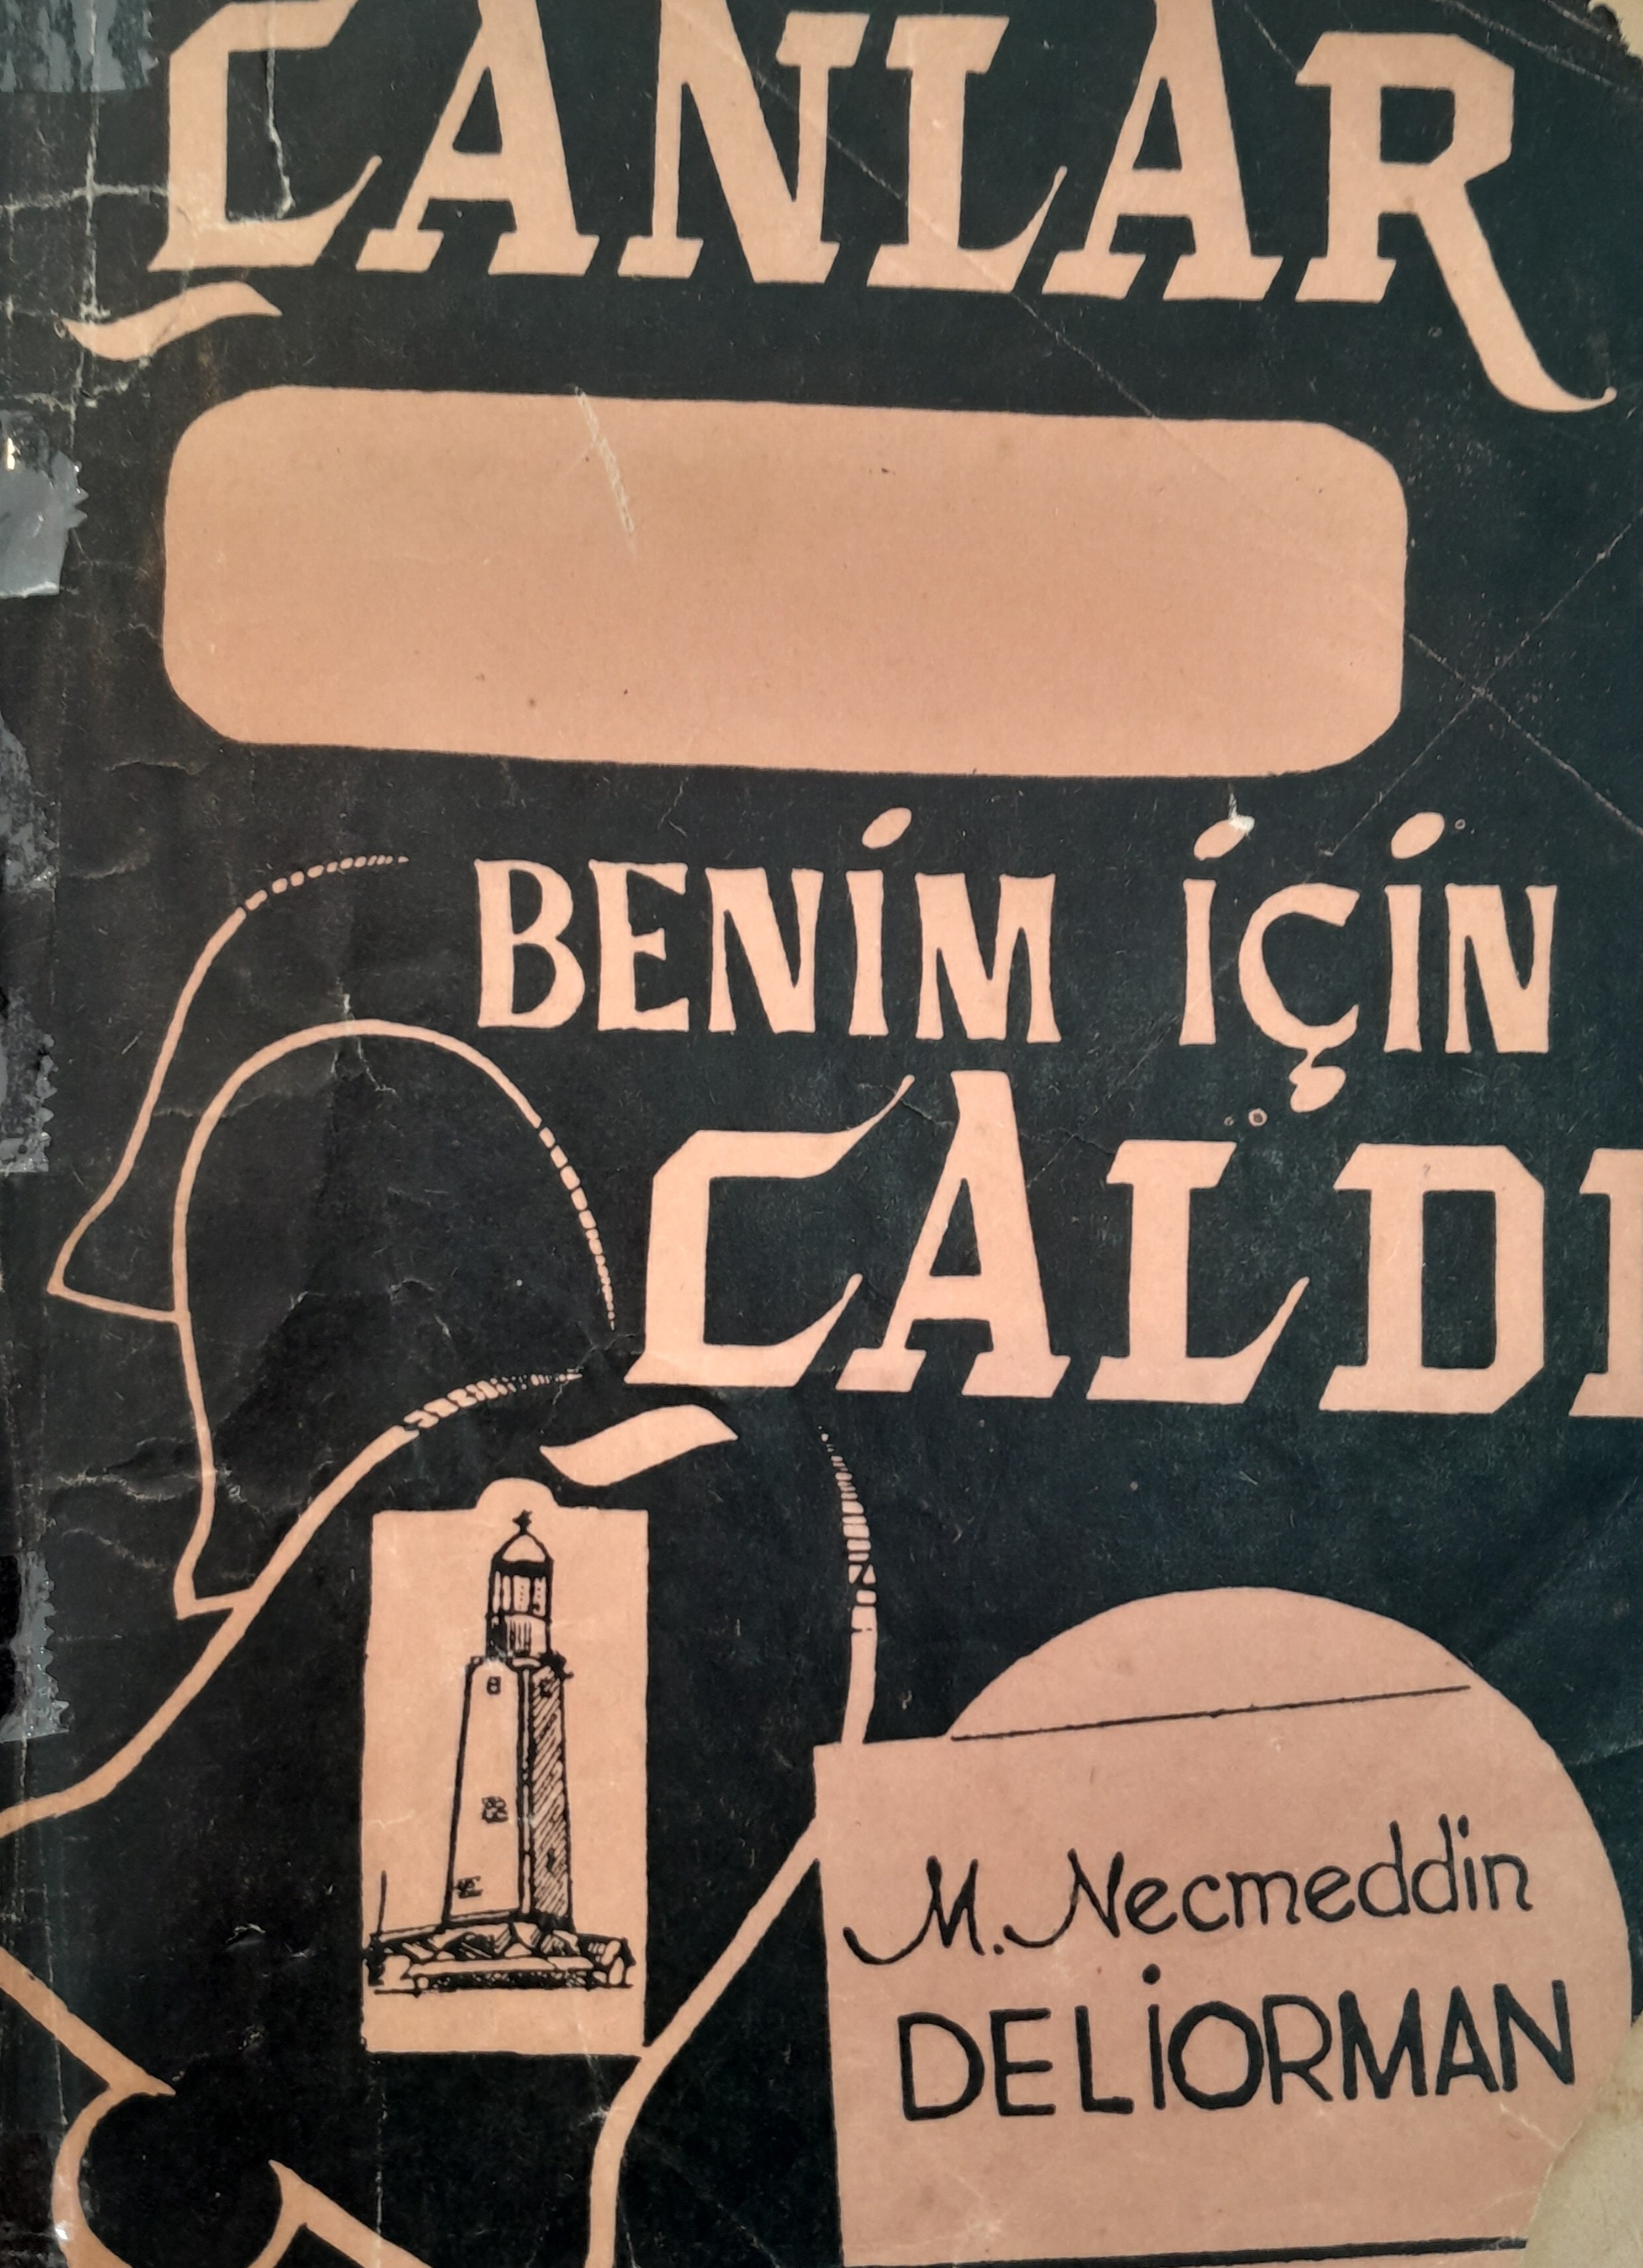 ÇANLAR
BENİM İÇİN
ÇALDI
M. Necmeddin
DELİORMAN